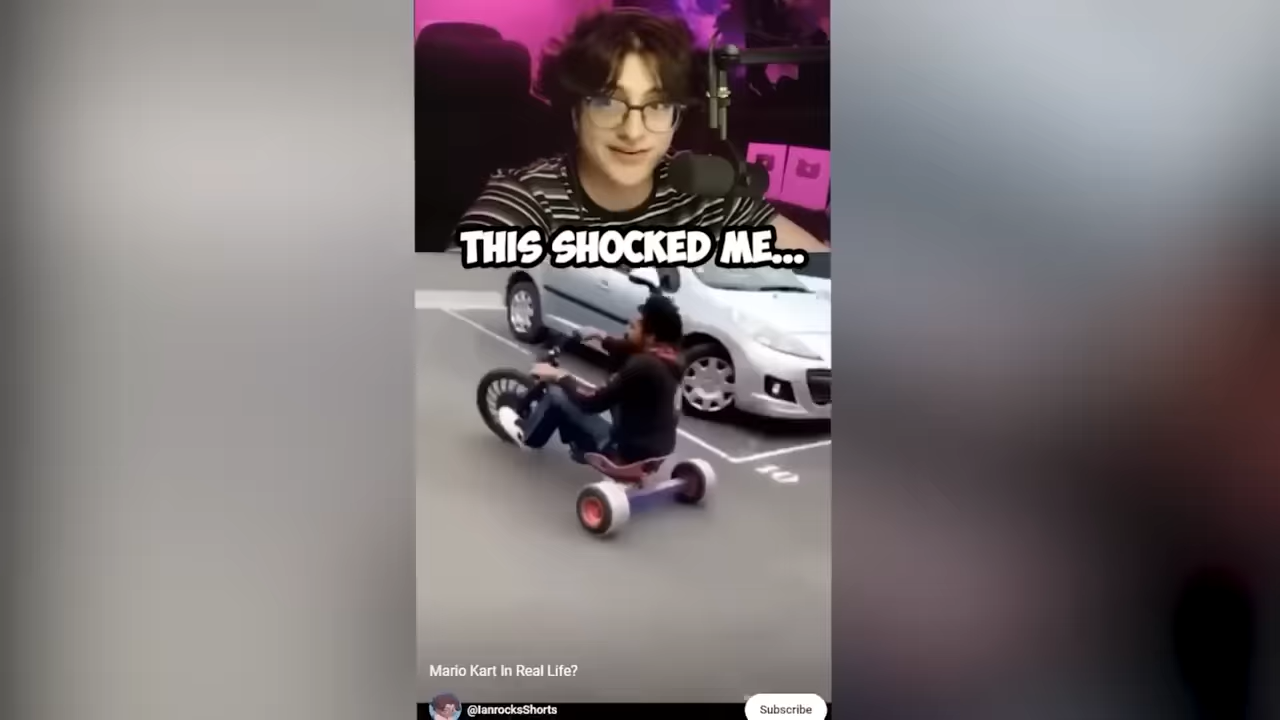 THIS SHOCKED ME...
10
Mario Kart In Real Life?
@IanrocksShorts
Subscribe